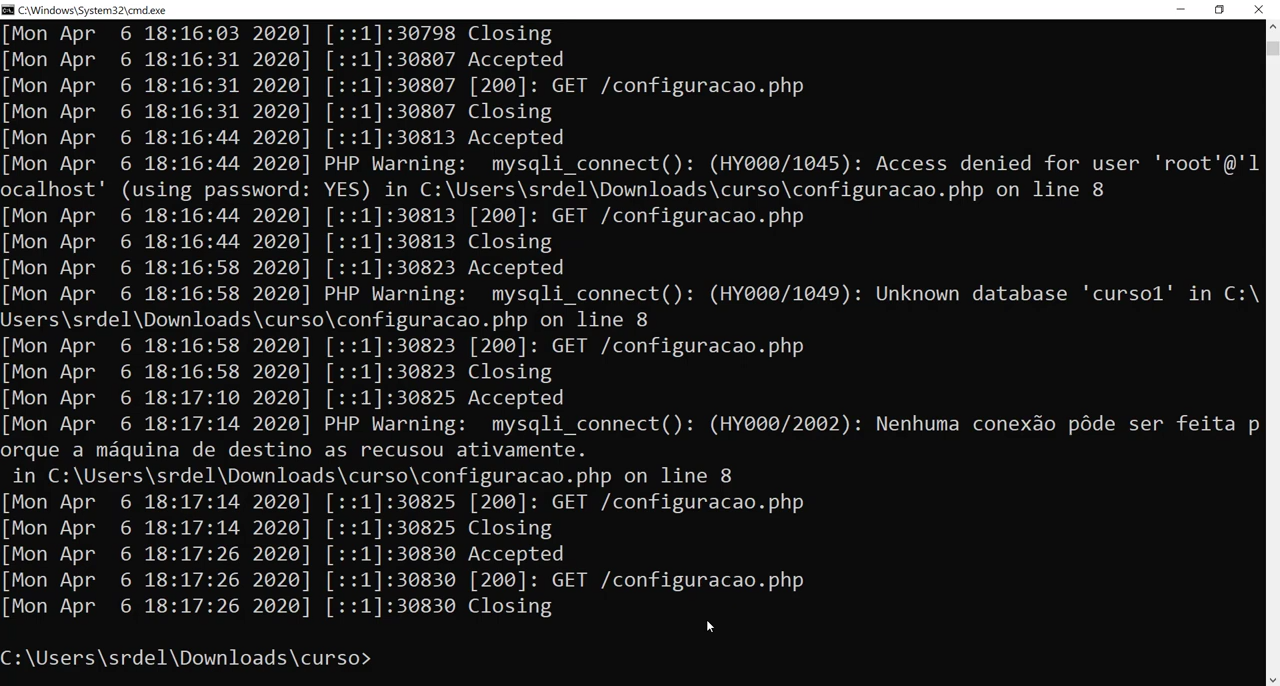 C:\Windows\System32\cmd.exe
[Mon Apr  6 18:16:03 2020] [::1]:30798 Closing
[Mon Apr  6 18:16:31 2020] [::1]:30807 Accepted
[Mon Apr  6 18:16:31 2020] [::1]:30807 [200]: GET /configuracao.php
[Mon Apr  6 18:16:31 2020] [::1]:30807 Closing
[Mon Apr  6 18:16:44 2020] [::1]:30813 Accepted
[Mon Apr  6 18:16:44 2020] PHP Warning:  mysqli_connect(): (HY000/1045): Access denied for user 'root'@'l
ocalhost' (using password: YES) in C:\Users\srdel\Downloads\curso\configuracao.php on line 8
[Mon Apr  6 18:16:44 2020] [::1]:30813 [200]: GET /configuracao.php
[Mon Apr  6 18:16:44 2020] [::1]:30813 Closing
[Mon Apr  6 18:16:58 2020] [::1]:30823 Accepted
[Mon Apr  6 18:16:58 2020] PHP Warning:  mysqli_connect(): (HY000/1049): Unknown database 'curso1' in C:\
Users\srdel\Downloads\curso\configuracao.php on line 8
[Mon Apr  6 18:16:58 2020] [::1]:30823 [200]: GET /configuracao.php
[Mon Apr  6 18:16:58 2020] [::1]:30823 Closing
[Mon Apr  6 18:17:10 2020] [::1]:30825 Accepted
[Mon Apr  6 18:17:14 2020] PHP Warning:  mysqli_connect(): (HY000/2002): Nenhuma conexão pôde ser feita p
orque a máquina de destino as recusou ativamente.
 in C:\Users\srdel\Downloads\curso\configuracao.php on line 8
[Mon Apr  6 18:17:14 2020] [::1]:30825 [200]: GET /configuracao.php
[Mon Apr  6 18:17:14 2020] [::1]:30825 Closing
[Mon Apr  6 18:17:26 2020] [::1]:30830 Accepted
[Mon Apr  6 18:17:26 2020] [::1]:30830 [200]: GET /configuracao.php
[Mon Apr  6 18:17:26 2020] [::1]:30830 Closing
C:\Users\srdel\Downloads\curso>